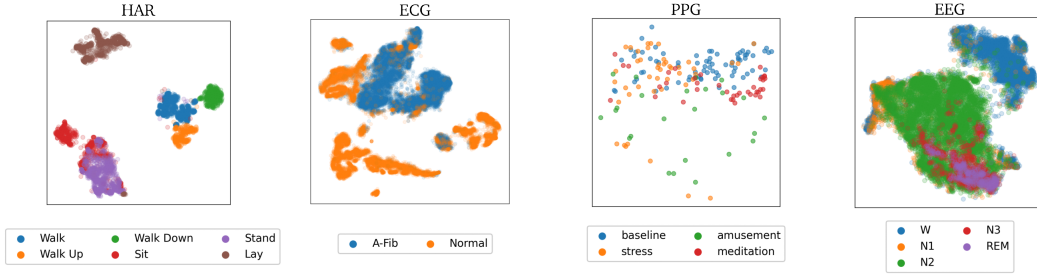 HAR
ECG
PPG
EEG
Walk
Walk Down
Stand
Walk Up
Sit
Lay
A-Fib
Normal
baseline
amusement
stress
meditation
W
N3
N1
REM
N2